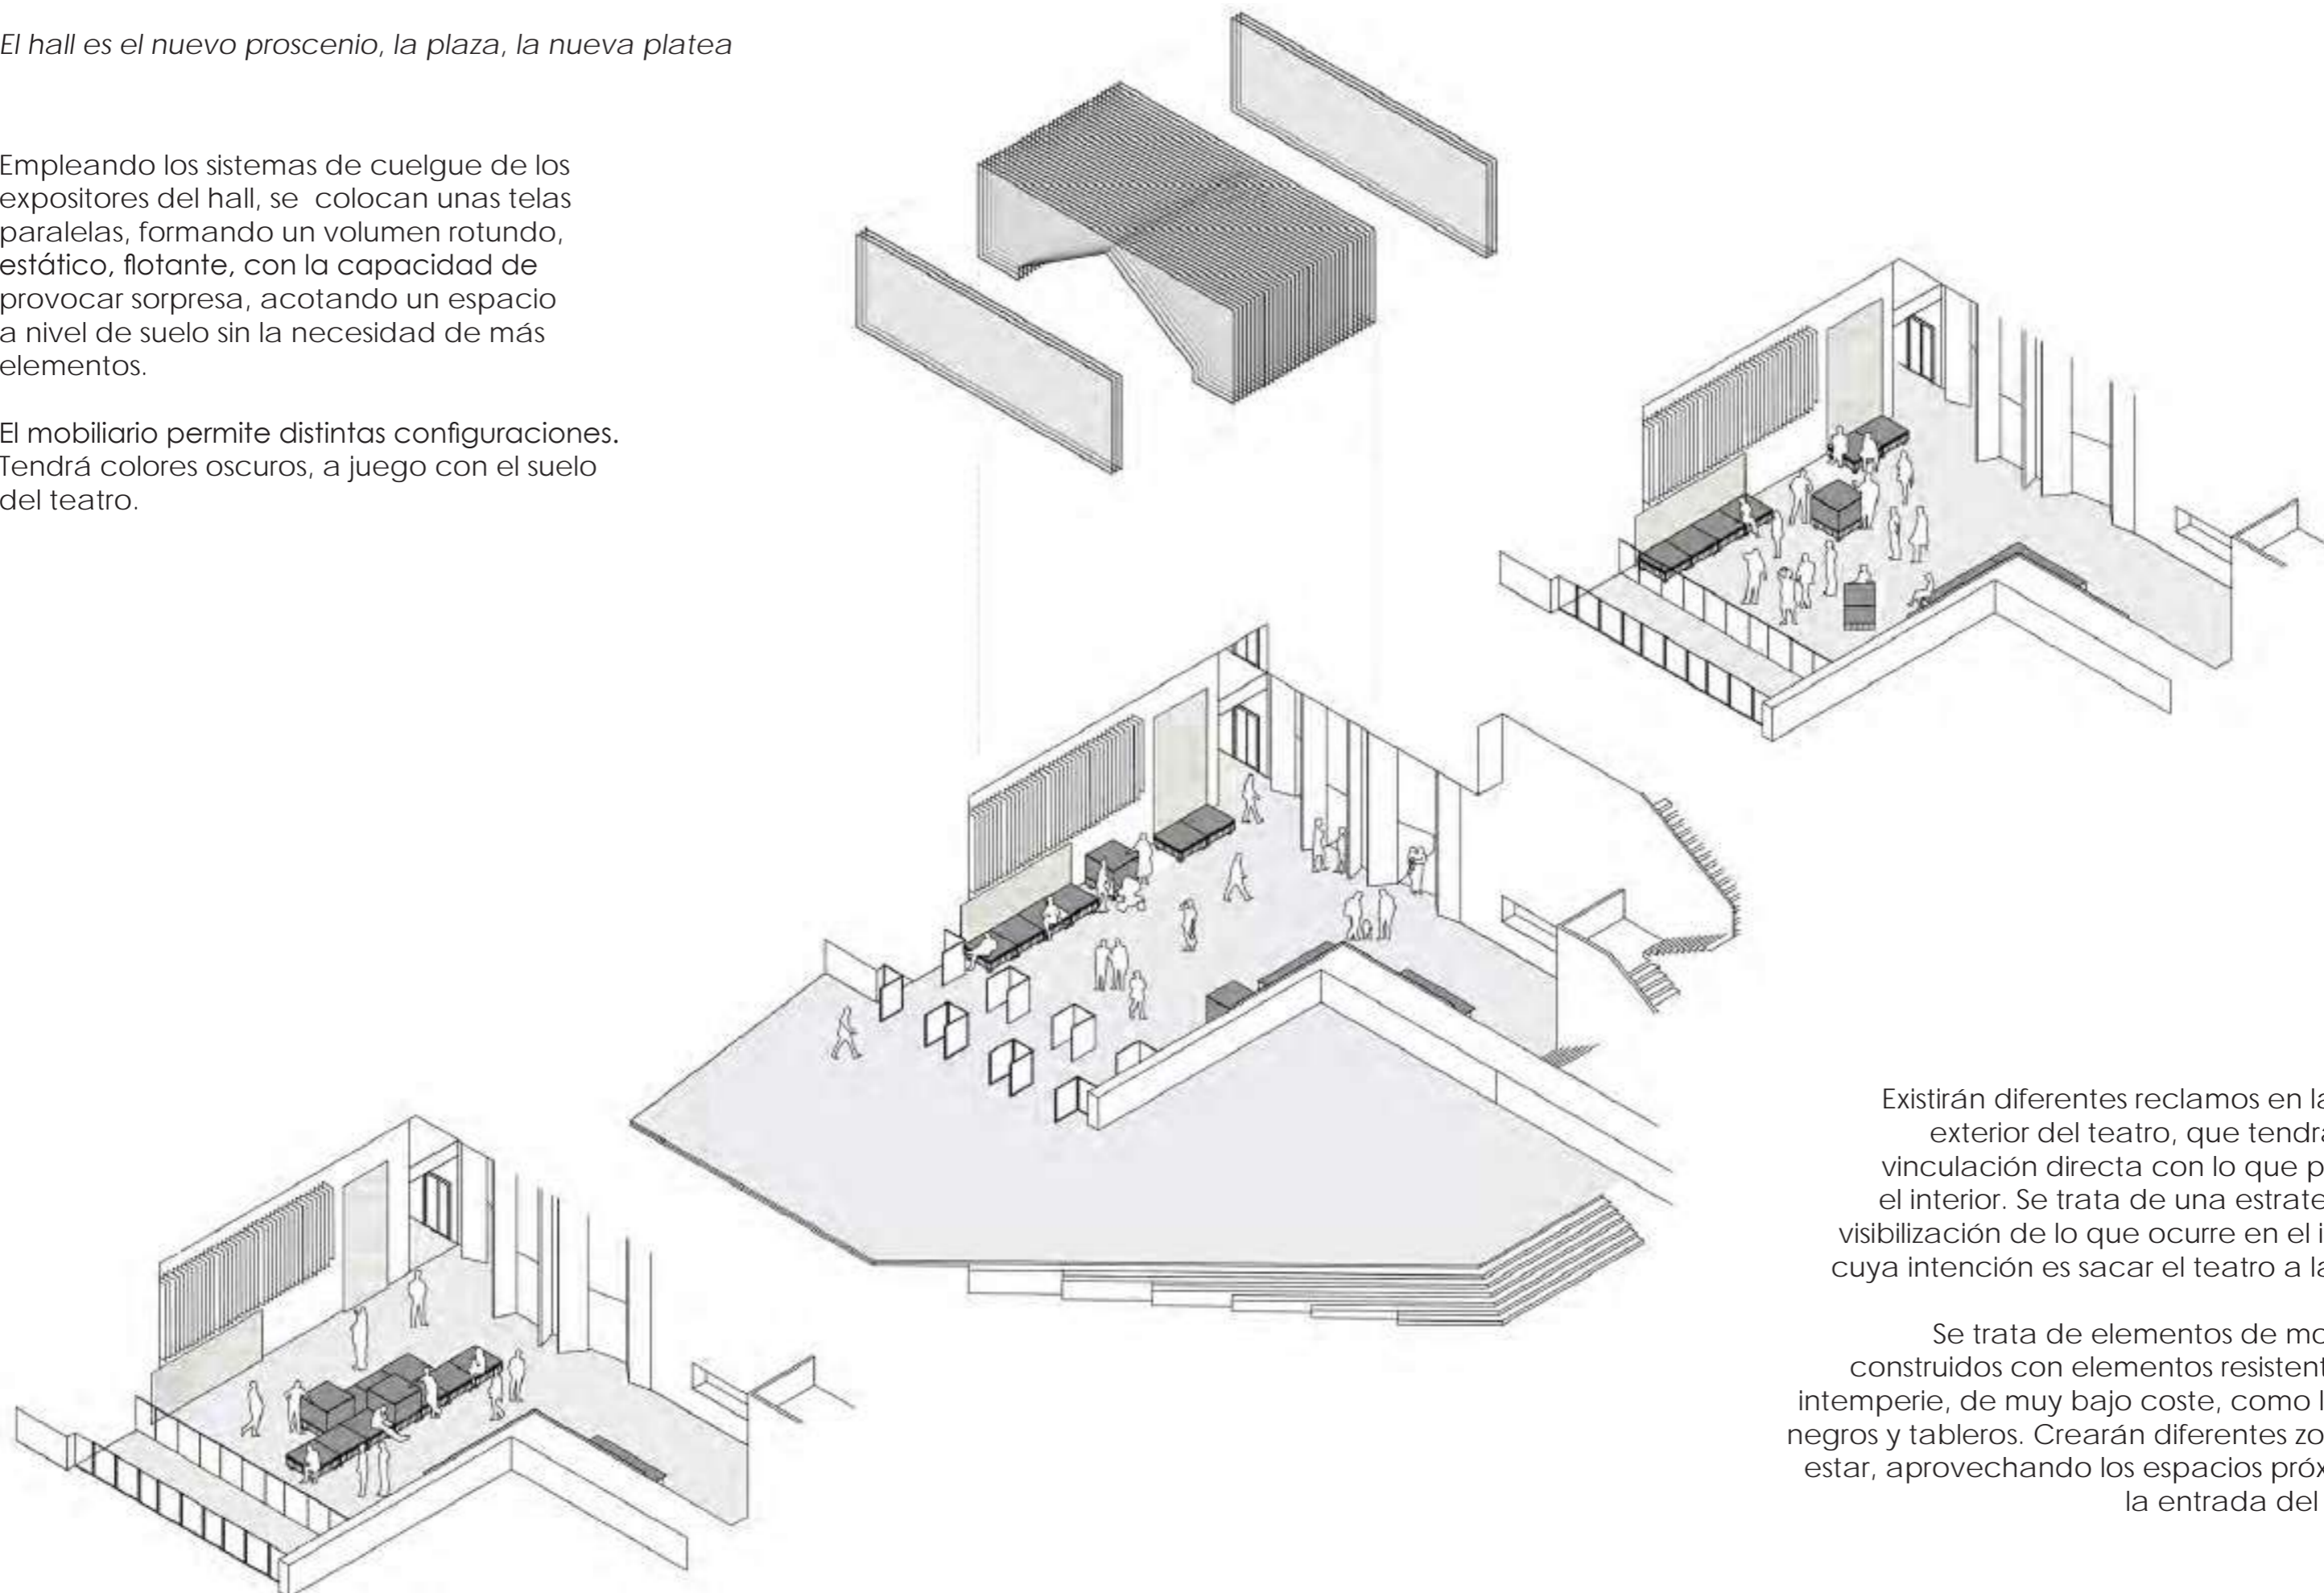 El hall es el nuevo proscenio, la plaza, la nueva platea
Empleando los sistemas de cuelgue de los
expositores del hall, se colocan unas telas
paralelas, formando un volumen rotundo,
estático, flotante, con la capacidad de
provocar sorpresa, acotando un espacio
a nivel de suelo sin la necesidad de más
elementos.
El mobiliario permite distintas configuraciones.
Tendrá colores oscuros, a juego con el suelo
del teatro.
Existirán diferentes reclamos en la
exterior del teatro, que tendrá
vinculación directa con lo que p
el interior. Se trata de una estrate
visibilización de lo que ocurre en el i
cuya intención es sacar el teatro a la
Se trata de elementos de mo
construidos con elementos resistent
intemperie, de muy bajo coste, como l
negros y tableros. Crearán diferentes zo
estar, aprovechando los espacios próx
la entrada del